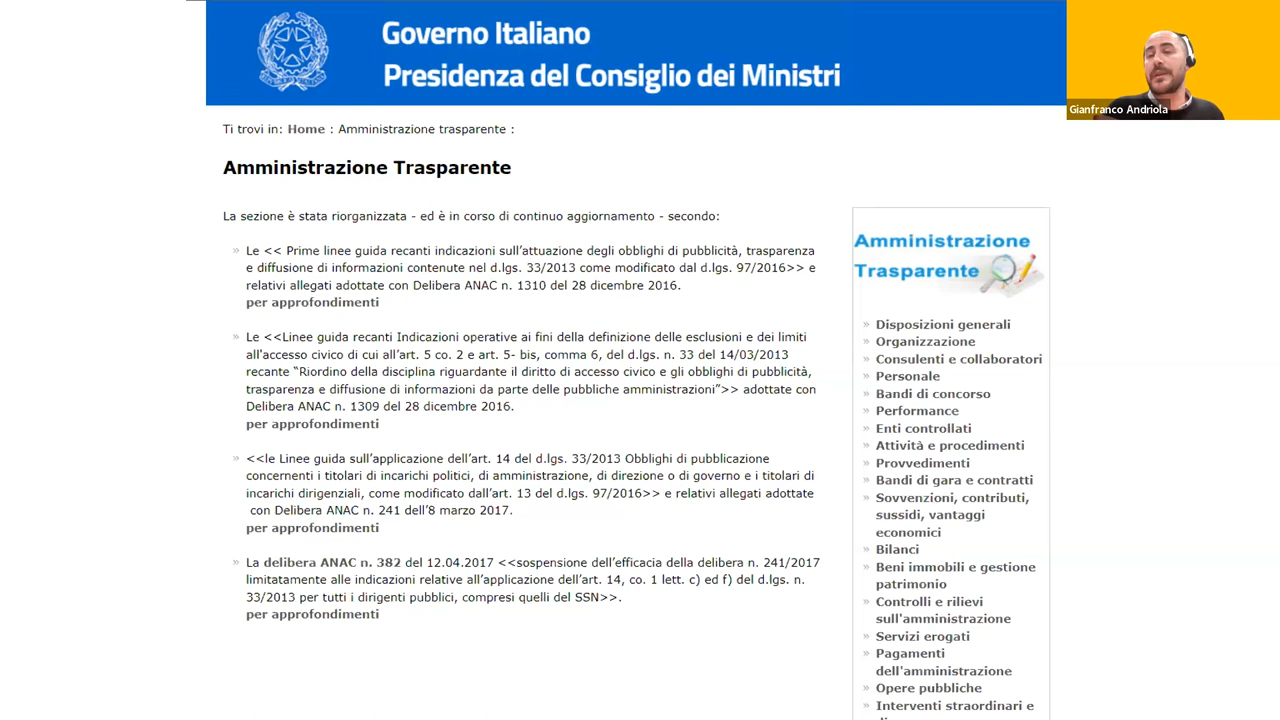 Governo Italiano
Presidenza del Consiglio dei Ministri
Gianfranco Andriola
Ti trovi in: Home : Amministrazione trasparente :
Amministrazione Trasparente
La sezione è stata riorganizzata - ed è in corso di continuo aggiornamento - secondo:
» Le << Prime linee guida recanti indicazioni sull’attuazione degli obblighi di pubblicità, trasparenza
e diffusione di informazioni contenute nel d.lgs. 33/2013 come modificato dal d.lgs. 97/2016>> e
relativi allegati adottate con Delibera ANAC n. 1310 del 28 dicembre 2016.
per approfondimenti
» Le <<Linee guida recanti Indicazioni operative ai fini della definizione delle esclusioni e dei limiti
all'accesso civico di cui all’art. 5 co. 2 e art. 5- bis, comma 6, del d.lgs. n. 33 del 14/03/2013
recante “Riordino della disciplina riguardante il diritto di accesso civico e gli obblighi di pubblicità,
trasparenza e diffusione di informazioni da parte delle pubbliche amministrazioni”>> adottate con
Delibera ANAC n. 1309 del 28 dicembre 2016.
per approfondimenti
» <<le Linee guida sull’applicazione dell’art. 14 del d.lgs. 33/2013 Obblighi di pubblicazione
concernenti i titolari di incarichi politici, di amministrazione, di direzione o di governo e i titolari di
incarichi dirigenziali, come modificato dall’art. 13 del d.lgs. 97/2016>> e relativi allegati adottate
con Delibera ANAC n. 241 dell’8 marzo 2017.
per approfondimenti
» La delibera ANAC n. 382 del 12.04.2017 <<sospensione dell’efficacia della delibera n. 241/2017
limitatamente alle indicazioni relative all’applicazione dell’art. 14, co. 1 lett. c) ed f) del d.lgs. n.
33/2013 per tutti i dirigenti pubblici, compresi quelli del SSN>>.
per approfondimenti
Amministrazione
Trasparente
» Disposizioni generali
» Organizzazione
» Consulenti e collaboratori
» Personale
» Bandi di concorso
» Performance
» Enti controllati
» Attività e procedimenti
» Provvedimenti
» Bandi di gara e contratti
» Sovvenzioni, contributi,
sussidi, vantaggi
economici
» Bilanci
» Beni immobili e gestione
patrimonio
» Controlli e rilievi
sull'amministrazione
» Servizi erogati
» Pagamenti
dell'amministrazione
» Opere pubbliche
» Interventi straordinari e